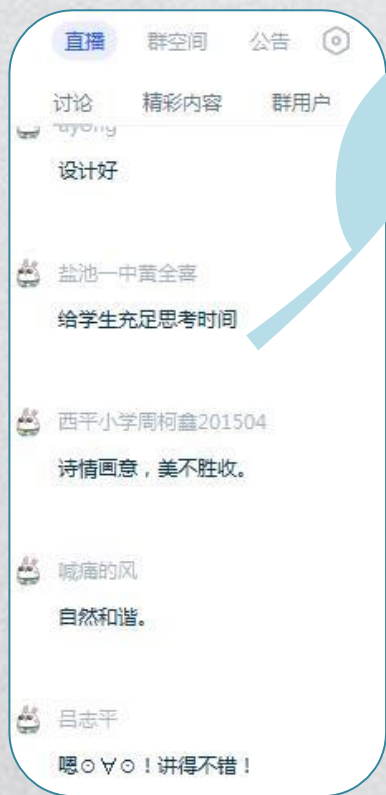 直播 群空间 公告
讨论 精彩内容 群用户
ayong
设计好
盐池一中黄全喜
给学生充足思考时间
西平小学周柯鑫201504
诗情画意，美不胜收。
喊痛的风
自然和谐。
吕志平
嗯⊙∀⊙！讲得不错！